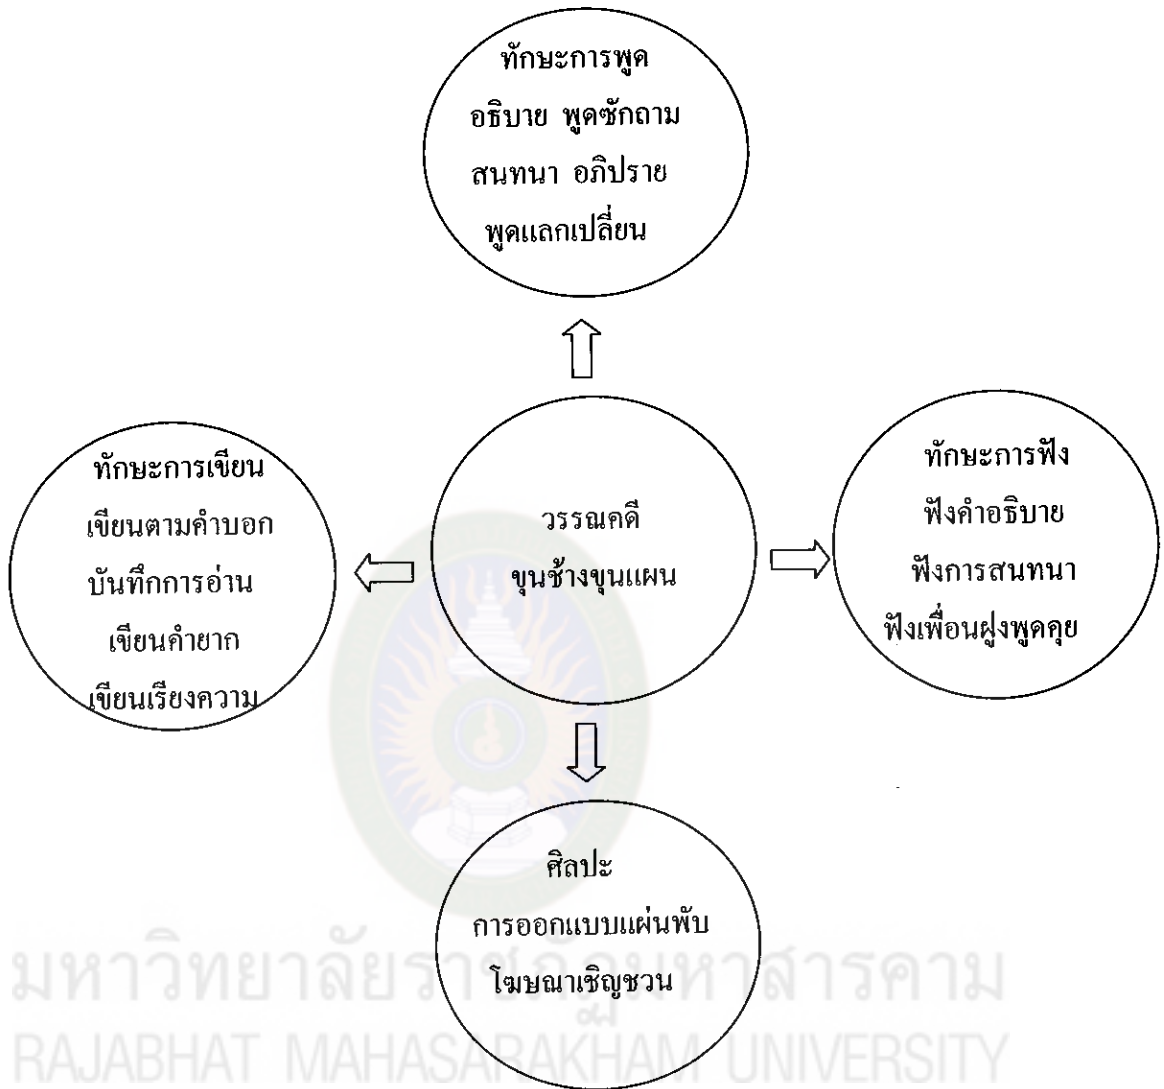 ทักษะการพูด
อธิบาย พูดซักถาม
สนทนา อภิปราย
พูดแลกเปลี่ยน
ทักษะการเขียน
เขียนตามคำบอก
บันทึกการอ่าน
เขียนคำยาก
เขียนเรียงความ
วรรณคดี
ขุนช้างขุนแผน
ทักษะการฟัง
ฟังคำอธิบาย
ฟังการสนทนา
ฟังเพื่อนฝูงพูดคุย
ศิลปะ
การออกแบบแผ่นพับ
โฆษณาเชิญชวน
มหาวิทยาลัยราชภัฏมหาสารคาม
RAJABHAT MAHASARAKHAM UNIVERSITY